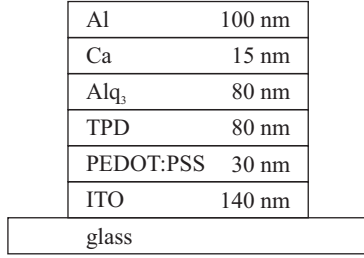 Al 100 nm
Ca 15 nm
Alq₃ 80 nm
TPD 80 nm
PEDOT:PSS 30 nm
ITO 140 nm
glass